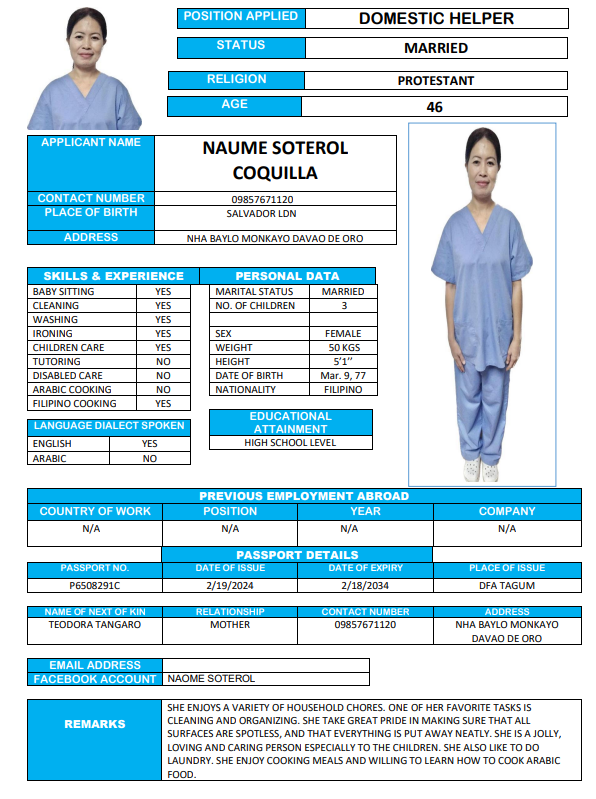 POSITION APPLIED DOMESTIC HELPER
STATUS MARRIED
RELIGION PROTESTANT
AGE 46
APPLICANT NAME NAUME SOTEROL
COQUILLA
CONTACT NUMBER 09857671120
PLACE OF BIRTH SALVADOR LDN
ADDRESS NHA BAYLO MONKAYO DAVAO DE ORO
SKILLS & EXPERIENCE PERSONAL DATA
BABY SITTING YES MARITAL STATUS MARRIED
CLEANING YES NO. OF CHILDREN 3
WASHING YES
IRONING YES SEX FEMALE
CHILDREN CARE YES WEIGHT 50 KGS
TUTORING NO HEIGHT 5’1’’
DISABLED CARE NO DATE OF BIRTH Mar. 9, 77
ARABIC COOKING NO NATIONALITY FILIPINO
FILIPINO COOKING YES
LANGUAGE DIALECT SPOKEN
ENGLISH YES
ARABIC NO
EDUCATIONAL
ATTAINMENT
HIGH SCHOOL LEVEL
PREVIOUS EMPLOYMENT ABROAD
COUNTRY OF WORK POSITION YEAR COMPANY
N/A N/A N/A N/A
PASSPORT DETAILS
PASSPORT NO. DATE OF ISSUE DATE OF EXPIRY PLACE OF ISSUE
P6508291C 2/19/2024 2/18/2034 DFA TAGUM
NAME OF NEXT OF KIN RELATIONSHIP CONTACT NUMBER ADDRESS
TEODORA TANGARO MOTHER 09857671120 NHA BAYLO MONKAYO
DAVAO DE ORO
EMAIL ADDRESS
FACEBOOK ACCOUNT NAOME SOTEROL
REMARKS
SHE ENJOYS A VARIETY OF HOUSEHOLD CHORES. ONE OF HER FAVORITE TASKS IS
CLEANING AND ORGANIZING. SHE TAKE GREAT PRIDE IN MAKING SURE THAT ALL
SURFACES ARE SPOTLESS, AND THAT EVERYTHING IS PUT AWAY NEATLY. SHE IS A JOLLY,
LOVING AND CARING PERSON ESPECIALLY TO THE CHILDREN. SHE ALSO LIKE TO DO
LAUNDRY. SHE ENJOY COOKING MEALS AND WILLING TO LEARN HOW TO COOK ARABIC
FOOD.